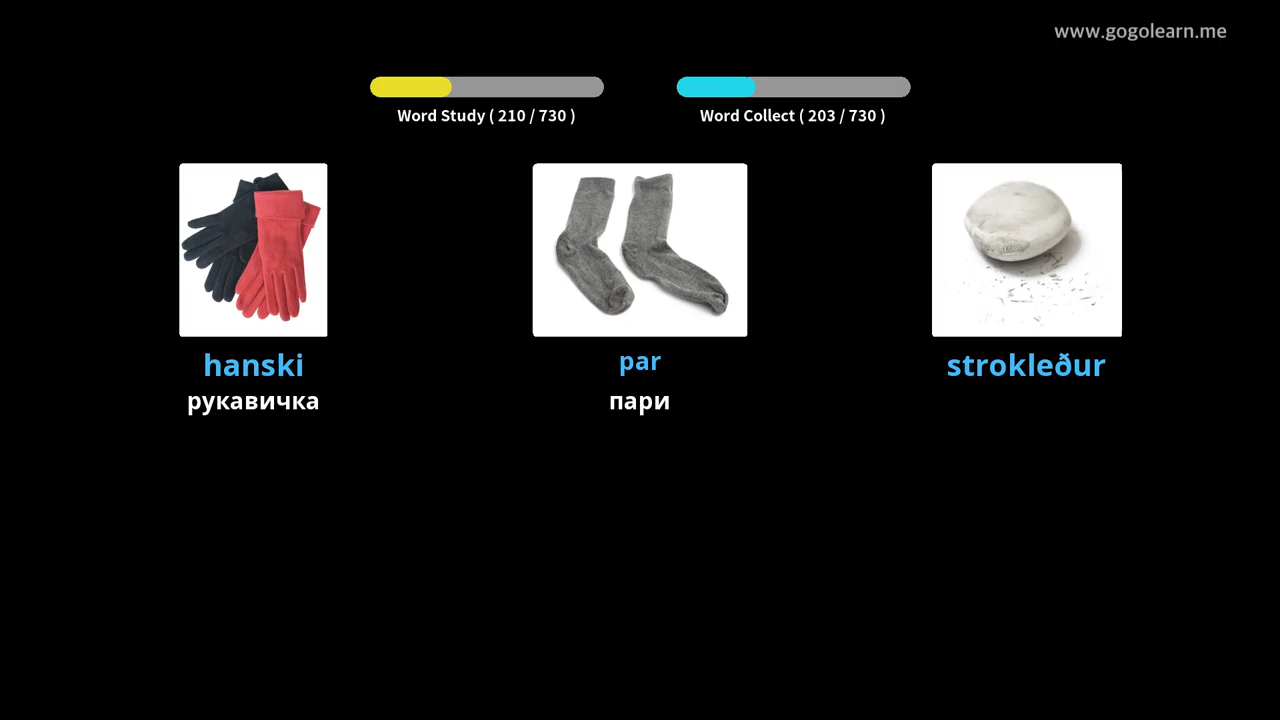 www.gogolearn.me
Word Study ( 210 / 730 )
Word Collect ( 203 / 730 )
hanski
рукавичка
par
пари
strokleður